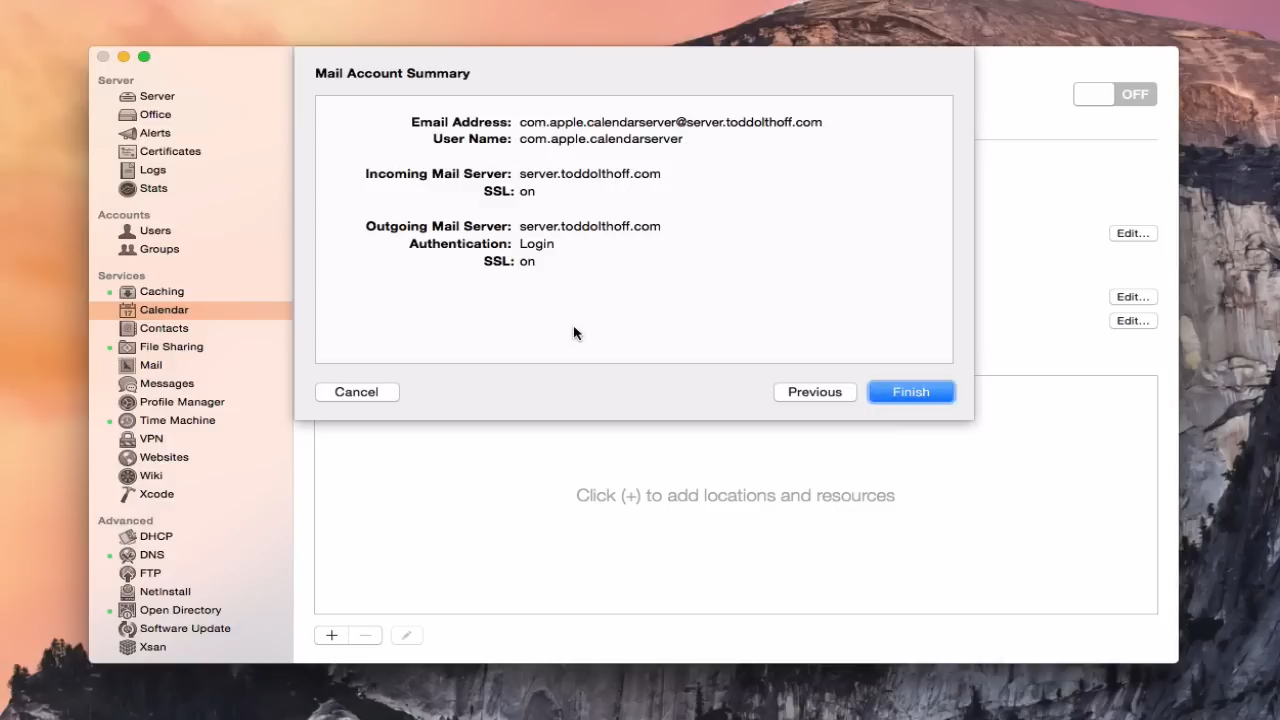 Server
Server
Office
Alerts
Certificates
Logs
Stats
Accounts
Users
Groups
Services
Caching
Calendar
17
Contacts
File Sharing
Mail
Messages
Profile Manager
Time Machine
VPN
Websites
Wiki
Xcode
Advanced
DHCP
DNS
FTP
NetInstall
Open Directory
Software Update
Xsan
Mail Account Summary
Email Address: com.apple.calendarserver@server.toddolthoff.com
User Name: com.apple.calendarserver
Incoming Mail Server: server.toddolthoff.com
SSL: on
Outgoing Mail Server: server.toddolthoff.com
Authentication: Login
SSL: on
Cancel
Previous
Finish
OFF
Edit...
Edit...
Edit...
Click (+) to add locations and resources